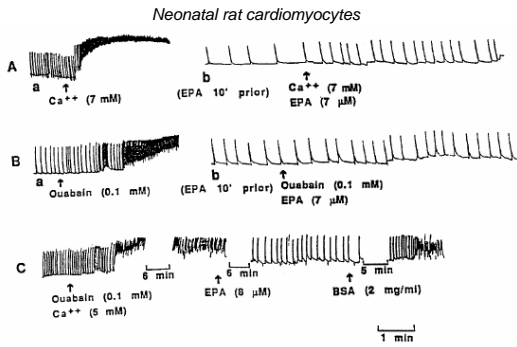 Neonatal rat cardiomyocytes
A
a
Ca++ (7 mM)
b
(EPA 10' prior)
Ca++ (7 mM)
EPA (7 μM)
B
a
Ouabain (0.1 mM)
b
(EPA 10' prior)
Ouabain (0.1 mM)
EPA (7 μM)
C
6 min
6 min
5 min
Ouabain (0.1 mM)
Ca++ (5 mM)
EPA (8 μM)
BSA (2 mg/ml)
1 min